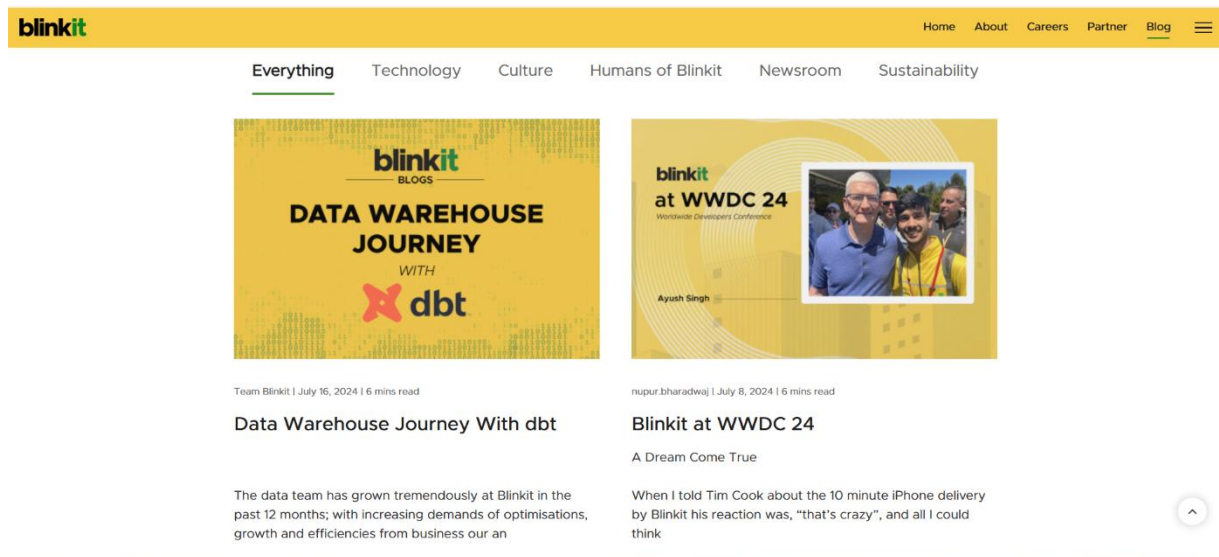 blinkit
Home About Careers Partner Blog
Everything Technology Culture Humans of Blinkit Newsroom Sustainability
blinkit
BLOGS
DATA WAREHOUSE
JOURNEY
WITH
dbt
Team Blinkit | July 16, 2024 | 6 mins read
Data Warehouse Journey With dbt
The data team has grown tremendously at Blinkit in the
past 12 months; with increasing demands of optimisations,
growth and efficiencies from business our an
blinkit
at WWDC 24
Worldwide Developers Conference
Ayush Singh
nupur.bharadwaj | July 8, 2024 | 6 mins read
Blinkit at WWDC 24
A Dream Come True
When I told Tim Cook about the 10 minute iPhone delivery
by Blinkit his reaction was, “that’s crazy”, and all I could
think